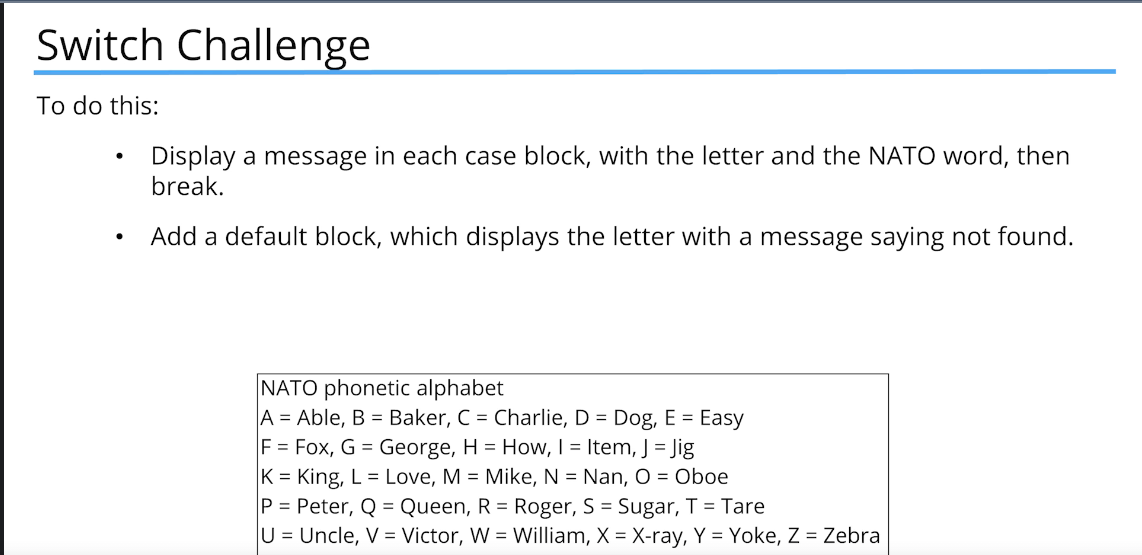 Switch Challenge
To do this:
• Display a message in each case block, with the letter and the NATO word, then
break.
• Add a default block, which displays the letter with a message saying not found.
NATO phonetic alphabet
A = Able, B = Baker, C = Charlie, D = Dog, E = Easy
F = Fox, G = George, H = How, I = Item, J = Jig
K = King, L = Love, M = Mike, N = Nan, O = Oboe
P = Peter, Q = Queen, R = Roger, S = Sugar, T = Tare
U = Uncle, V = Victor, W = William, X = X-ray, Y = Yoke, Z = Zebra